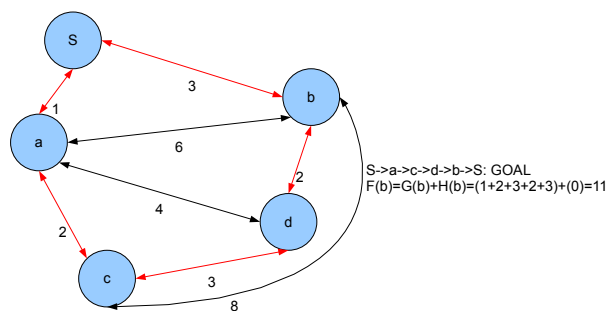 S
3
b
1
a
6
S->a->c->d->b->S: GOAL
F(b)=G(b)+H(b)=(1+2+3+2+3)+(0)=11
2
4
d
2
c
3
8